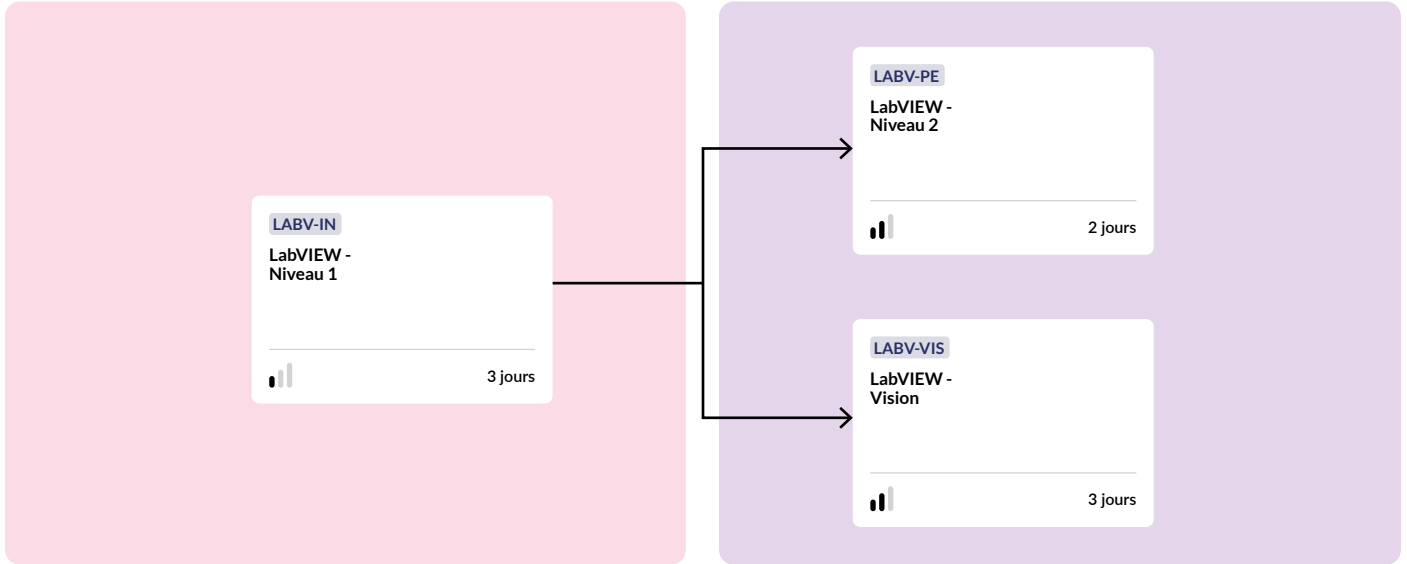 LABV-IN
LabVIEW -
Niveau 1
3 jours
LABV-PE
LabVIEW -
Niveau 2
2 jours
LABV-VIS
LabVIEW -
Vision
3 jours